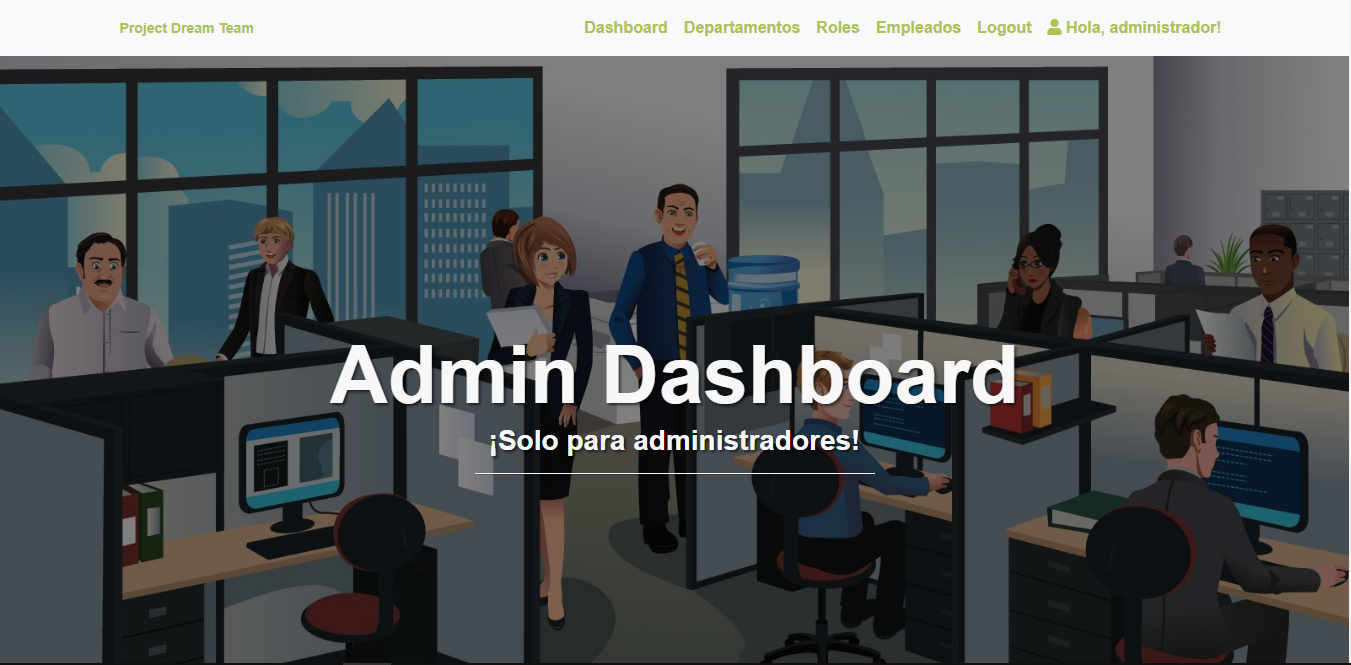 Project Dream Team
Dashboard Departamentos Roles Empleados Logout Hola, administrador!
Admin Dashboard
¡Solo para administradores!